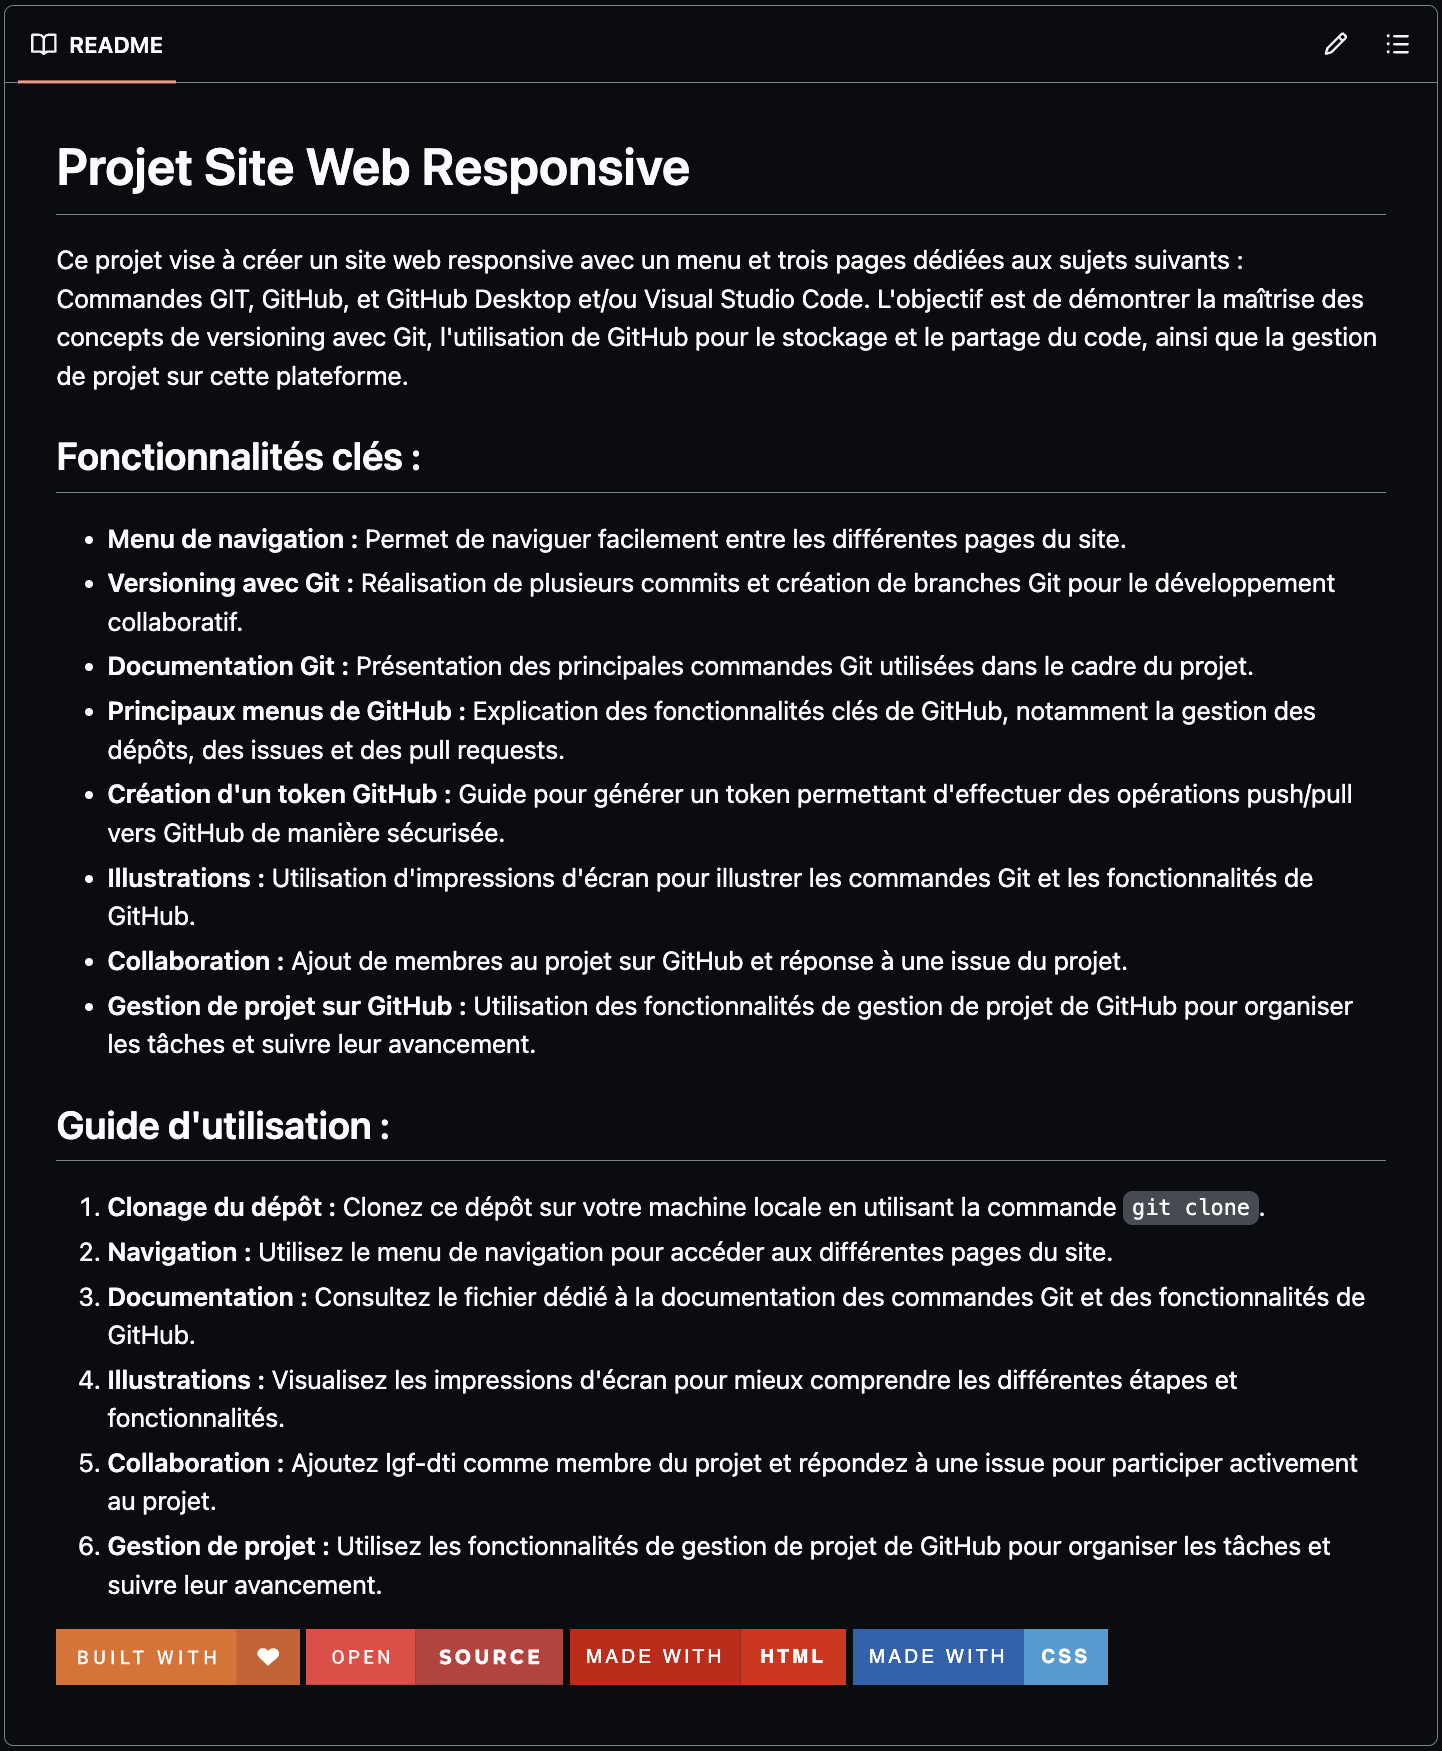 README
Projet Site Web Responsive
Ce projet vise à créer un site web responsive avec un menu et trois pages dédiées aux sujets suivants :
Commandes GIT, GitHub, et GitHub Desktop et/ou Visual Studio Code. L'objectif est de démontrer la maîtrise des
concepts de versioning avec Git, l'utilisation de GitHub pour le stockage et le partage du code, ainsi que la gestion
de projet sur cette plateforme.
Fonctionnalités clés :
• Menu de navigation : Permet de naviguer facilement entre les différentes pages du site.
• Versioning avec Git : Réalisation de plusieurs commits et création de branches Git pour le développement
collaboratif.
• Documentation Git : Présentation des principales commandes Git utilisées dans le cadre du projet.
• Principaux menus de GitHub : Explication des fonctionnalités clés de GitHub, notamment la gestion des
dépôts, des issues et des pull requests.
• Création d'un token GitHub : Guide pour générer un token permettant d'effectuer des opérations push/pull
vers GitHub de manière sécurisée.
• Illustrations : Utilisation d'impressions d'écran pour illustrer les commandes Git et les fonctionnalités de
GitHub.
• Collaboration : Ajout de membres au projet sur GitHub et réponse à une issue du projet.
• Gestion de projet sur GitHub : Utilisation des fonctionnalités de gestion de projet de GitHub pour organiser
les tâches et suivre leur avancement.
Guide d'utilisation :
1. Clonage du dépôt : Clonez ce dépôt sur votre machine locale en utilisant la commande git clone.
2. Navigation : Utilisez le menu de navigation pour accéder aux différentes pages du site.
3. Documentation : Consultez le fichier dédié à la documentation des commandes Git et des fonctionnalités de
GitHub.
4. Illustrations : Visualisez les impressions d'écran pour mieux comprendre les différentes étapes et
fonctionnalités.
5. Collaboration : Ajoutez lgf-dti comme membre du projet et répondez à une issue pour participer activement
au projet.
6. Gestion de projet : Utilisez les fonctionnalités de gestion de projet de GitHub pour organiser les tâches et
suivre leur avancement.
BUILT WITH ♥ OPEN SOURCE MADE WITH HTML MADE WITH CSS